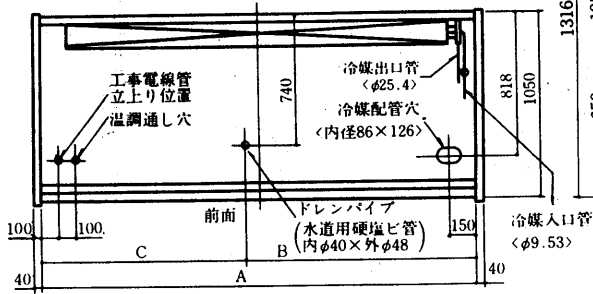 工事電線管
立上り位置
温調通し穴
740
冷媒出口管
<φ25.4>
冷媒配管穴
<内径86×126>
818
1050
1316
前面
ドレンパイプ
(水道用硬塩ビ管)
内φ40×外φ48
冷媒入口管
<φ9.53>
100
100
150
C
B
A
40
40